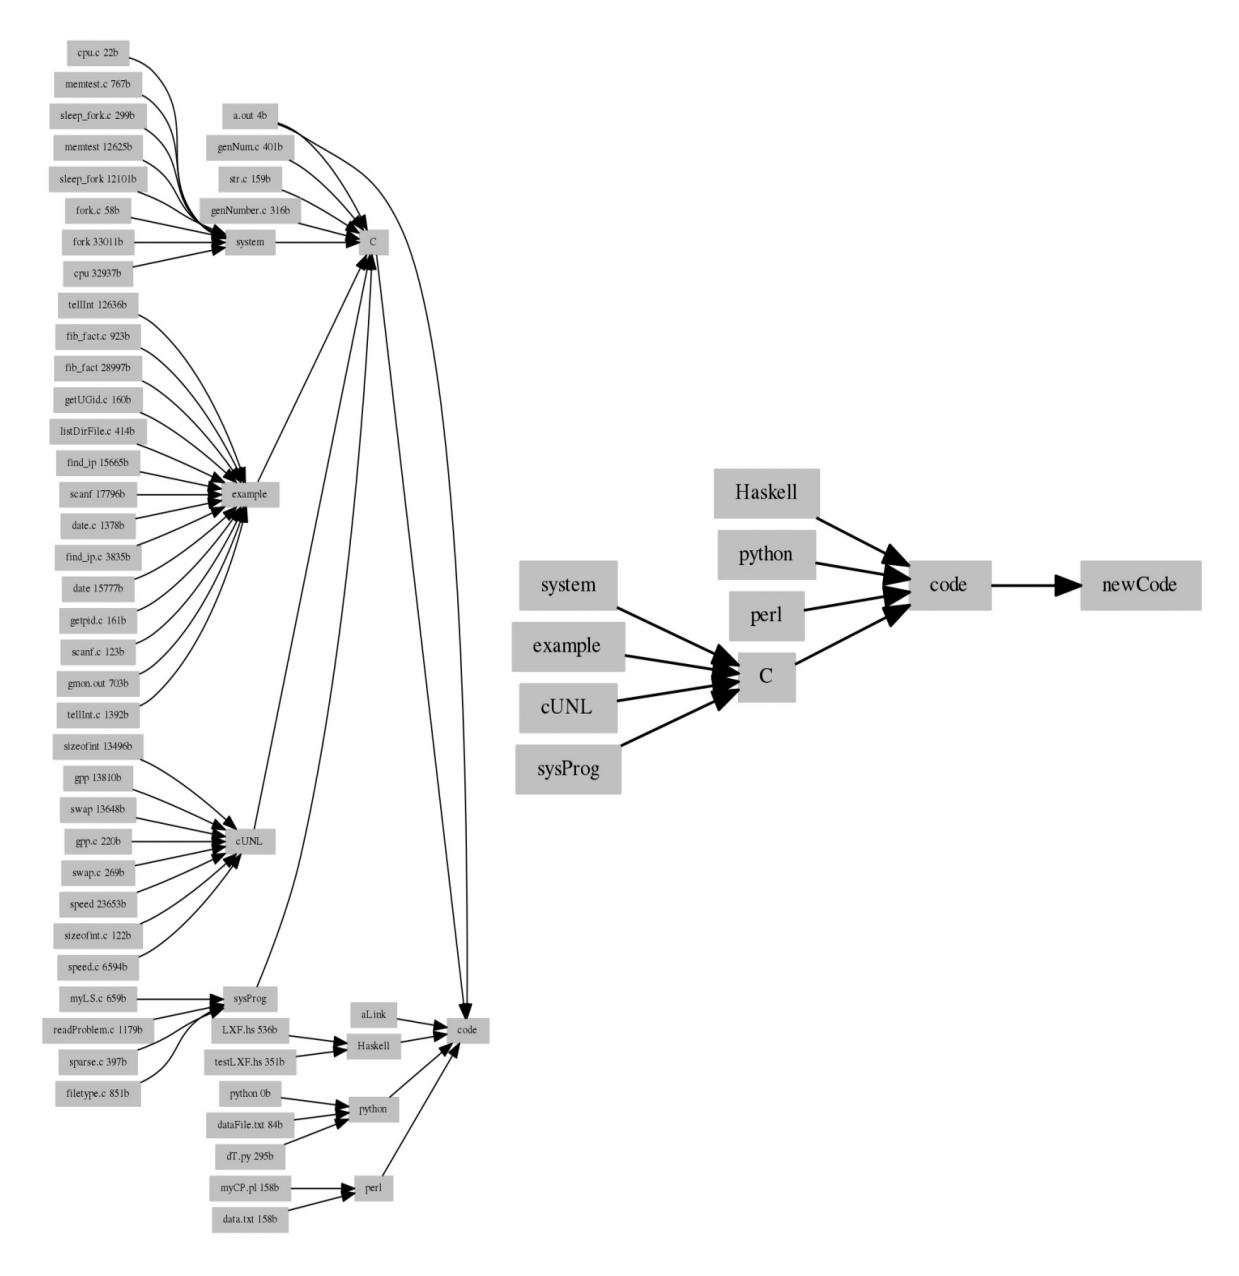 cpu.c 22b
memtest.c 767b
sleep_fork.c 299b
memtest 12625b
sleep_fork 12101b
fork.c 58b
fork 33011b
cpu 32937b
tellInt 12636b
fib_fact.c 923b
fib_fact 28997b
getUGid.c 160b
listDirFile.c 414b
find_ip 15665b
scanf 17796b
date.c 1378b
find_ip.c 3835b
date 15777b
getpid.c 161b
scanf.c 123b
gmon.out 703b
tellInt.c 1392b
sizeofint 13496b
gpp 13810b
swap 13648b
gpp.c 220b
swap.c 269b
speed 23653b
sizeofint.c 122b
speed.c 6594b
myLS.c 659b
readProblem.c 1179b
sparse.c 397b
filetype.c 851b
a.out 4b
genNum.c 401b
str.c 159b
genNumber.c 316b
system
example
cUNL
sysProg
LXF.hs 536b
testLXF.hs 351b
python 0b
dataFile.txt 84b
dT.py 295b
myCP.pl 158b
data.txt 158b
C
aLink
Haskell
python
perl
code
system
example
cUNL
sysProg
Haskell
python
perl
C
code
newCode